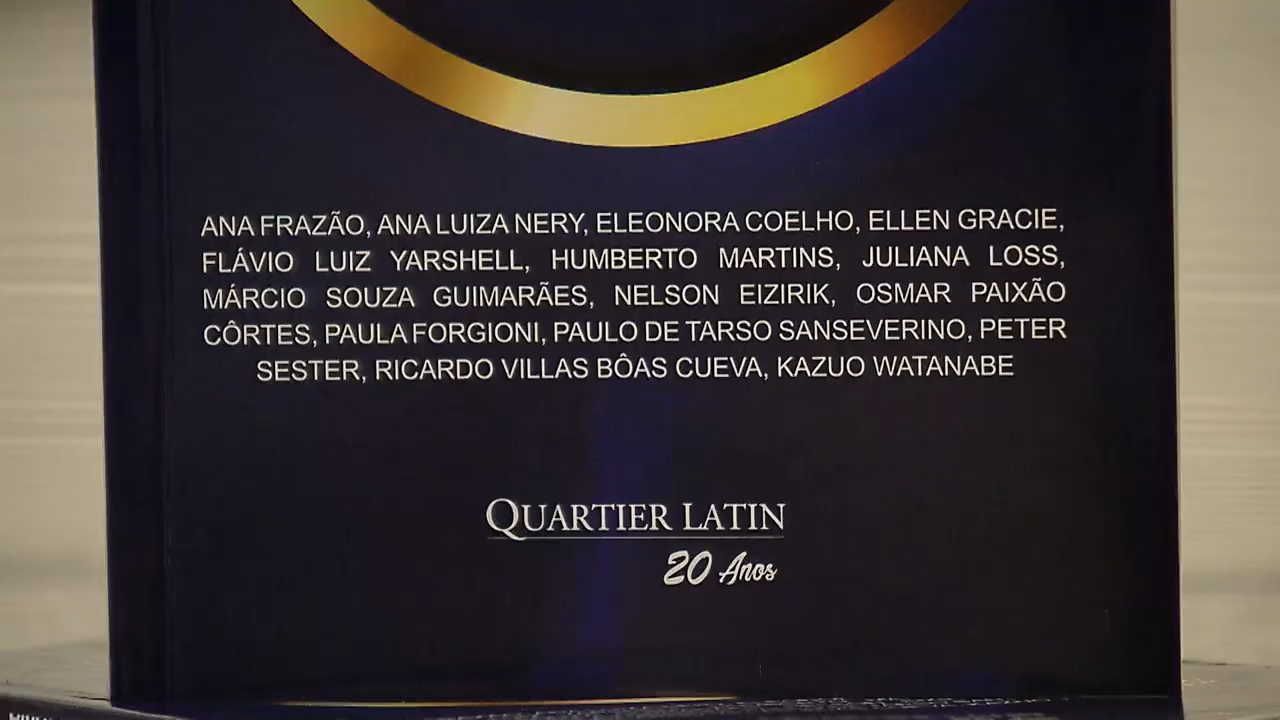 ANA FRAZÃO, ANA LUIZA NERY, ELEONORA COELHO, ELLEN GRACIE,
FLÁVIO LUIZ YARSHELL, HUMBERTO MARTINS, JULIANA LOSS,
MÁRCIO SOUZA GUIMARÃES, NELSON EIZIRIK, OSMAR PAIXÃO
CÔRTES, PAULA FORGIONI, PAULO DE TARSO SANSEVERINO, PETER
SESTER, RICARDO VILLAS BÔAS CUEVA, KAZUO WATANABE
QUARTIER LATIN
20 Anos